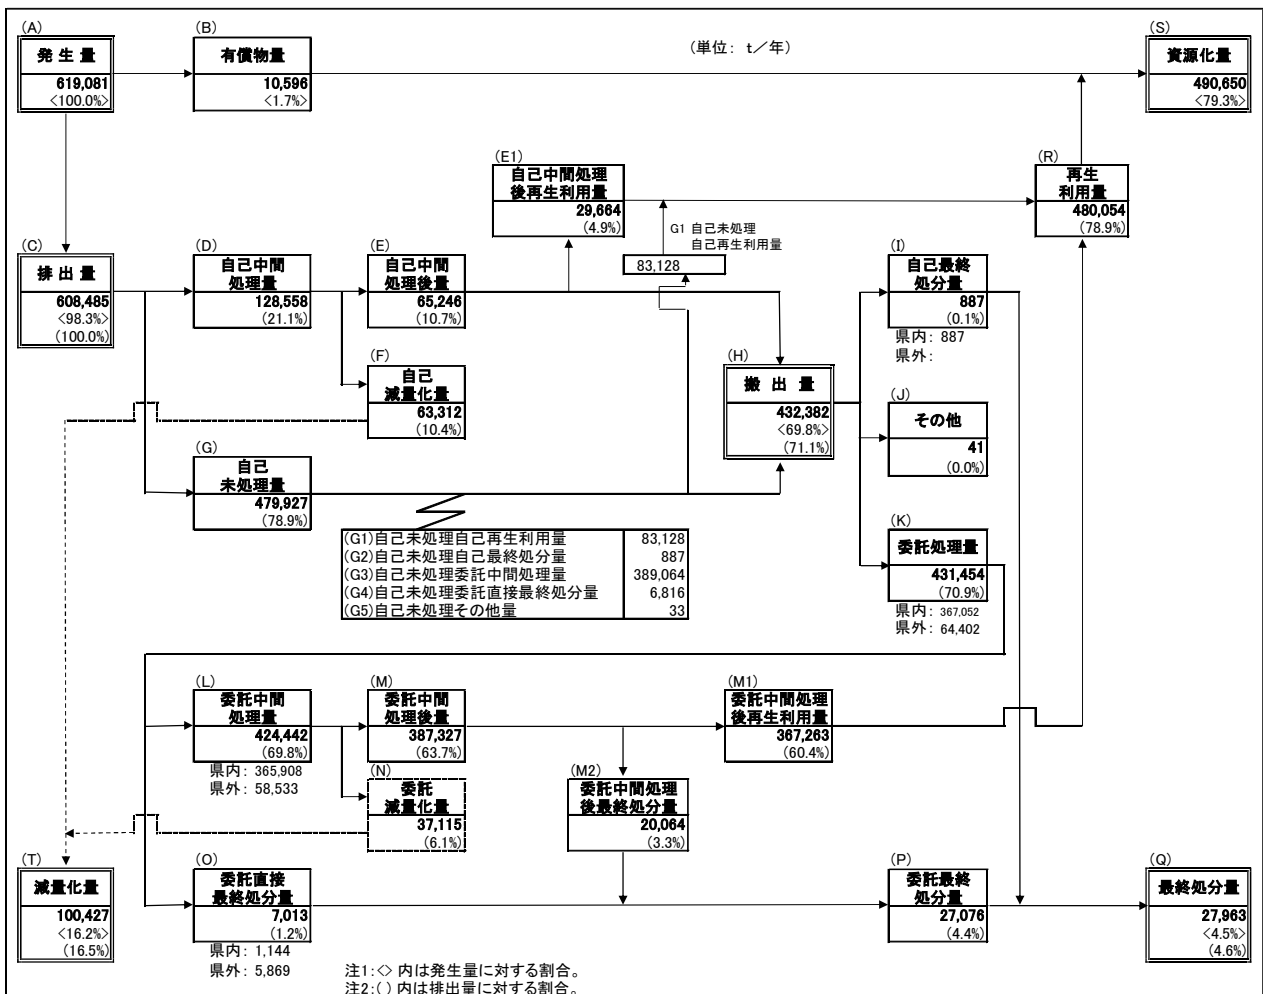 (A)
発生量
619,081
<100.0%>
(B)
有償物量
10,596
<1.7%>
(単位: t/年)
(S)
資源化量
490,650
<79.3%>
(E1)
自己中間処理
後再生利用量
29,664
(4.9%)
(R)
再生
利用量
480,054
(78.9%)
G1 自己未処理
自己再生利用量
83,128
(C)
排出量
608,485
<98.3%>
(100.0%)
(D)
自己中間
処理量
128,558
(21.1%)
(E)
自己中間
処理後量
65,246
(10.7%)
(I)
自己最終
処分量
887
(0.1%)
県内: 887
県外:
(F)
自己
減量化量
63,312
(10.4%)
(H)
搬出量
432,382
<69.8%>
(71.1%)
(J)
その他
41
(0.0%)
(G)
自己
未処理量
479,927
(78.9%)
(G1)自己未処理自己再生利用量 83,128
(G2)自己未処理自己最終処分量 887
(G3)自己未処理委託中間処理量 389,064
(G4)自己未処理委託直接最終処分量 6,816
(G5)自己未処理その他量 33
(K)
委託処理量
431,454
(70.9%)
県内: 367,052
県外: 64,402
(L)
委託中間
処理量
424,442
(69.8%)
県内: 365,908
県外: 58,533
(M)
委託中間
処理後量
387,327
(63.7%)
(M1)
委託中間処理
後再生利用量
367,263
(60.4%)
(N)
委託
減量化量
37,115
(6.1%)
(M2)
委託中間処理
後最終処分量
20,064
(3.3%)
(T)
減量化量
100,427
<16.2%>
(16.5%)
(O)
委託直接
最終処分量
7,013
(1.2%)
県内: 1,144
県外: 5,869
(P)
委託最終
処分量
27,076
(4.4%)
(Q)
最終処分量
27,963
<4.5%>
(4.6%)
注1:<> 内は発生量に対する割合。
注2:( ) 内は排出量に対する割合。